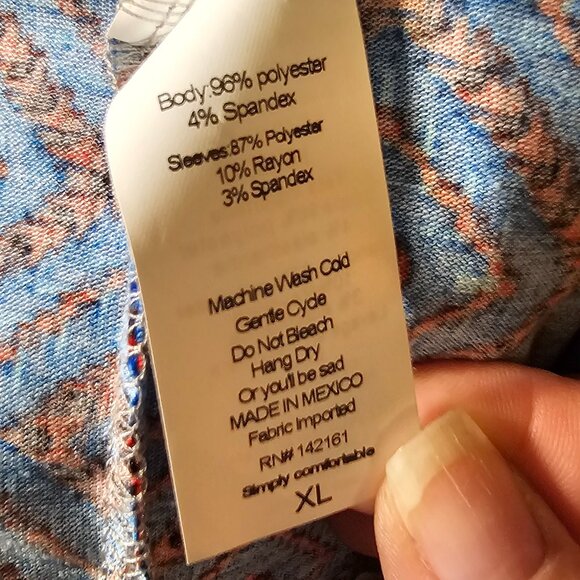 Body:96% polyester
4% Spandex
Sleeves:87% Polyester
10% Rayon
3% Spandex
Machine Wash Cold
Gentle Cycle
Do Not Bleach
Hang Dry
Or you'll be sad
MADE IN MEXICO
Fabric Imported
RN# 142161
Simply comfortable
XL